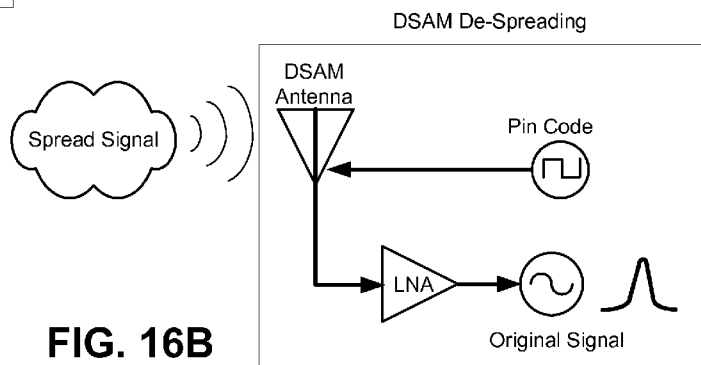 DSAM De-Spreading
DSAM
Antenna
Spread Signal
Pin Code
LNA
Original Signal
FIG. 16B